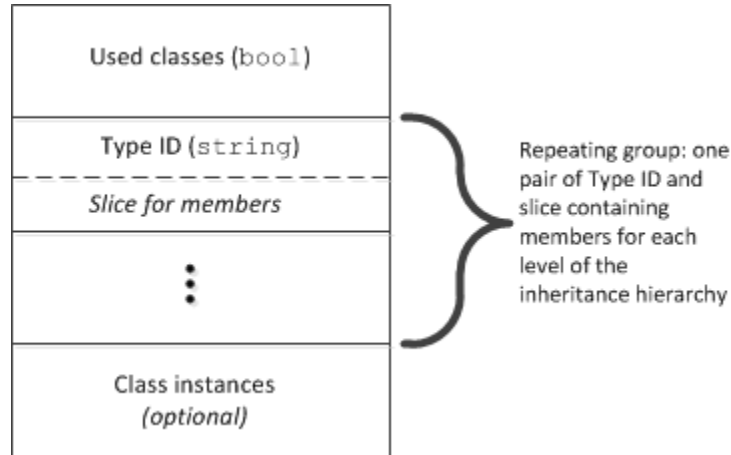 Used classes (bool)
Type ID (string)
Slice for members
Class instances
(optional)
Repeating group: one
pair of Type ID and
slice containing
members for each
level of the
inheritance hierarchy